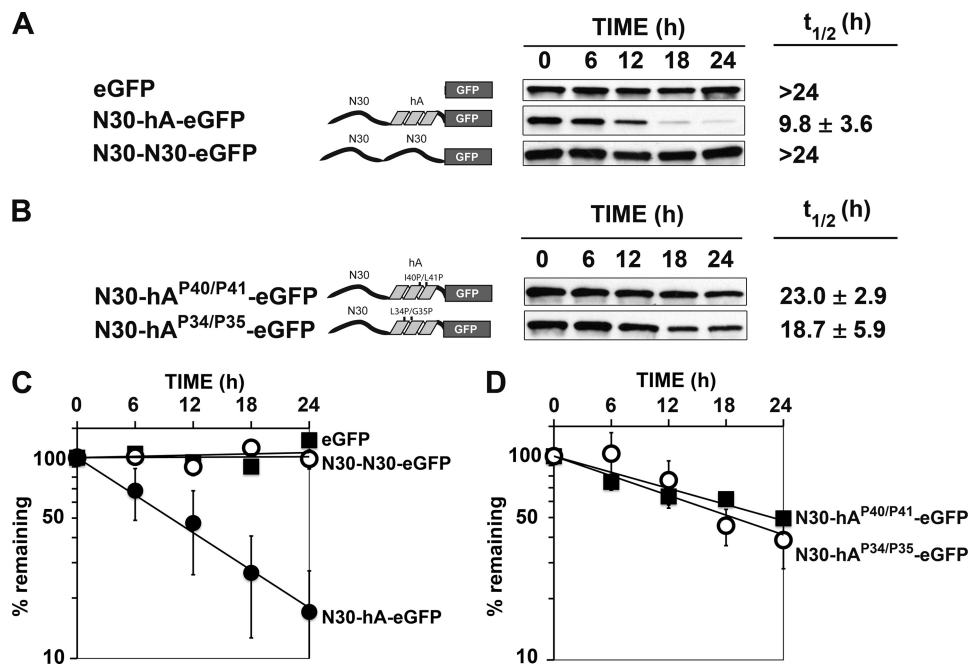 A
TIME (h)
t1/2 (h)
0 6 12 18 24
eGFP
GFP
>24
N30-hA-eGFP
N30 hA
GFP
9.8 ± 3.6
N30-N30-eGFP
N30 N30
GFP
>24
B
TIME (h)
t1/2 (h)
0 6 12 18 24
hA
N30
I40P/L41P
N30-hAP40/P41-eGFP
GFP
23.0 ± 2.9
L34P/G35P
N30
N30-hAP34/P35-eGFP
GFP
18.7 ± 5.9
C
TIME (h)
0 6 12 18 24
% remaining
100
50
10
eGFP
N30-N30-eGFP
N30-hA-eGFP
D
TIME (h)
0 6 12 18 24
% remaining
100
50
10
N30-hAP40/P41-eGFP
N30-hAP34/P35-eGFP